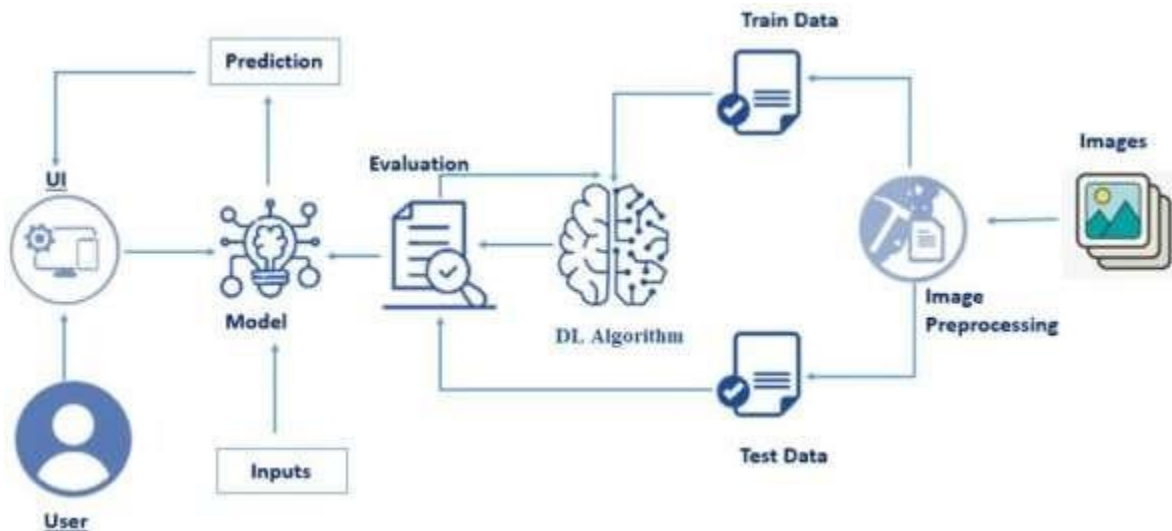 Train Data
Prediction
Images
Evaluation
UI
Image
Preprocessing
Model
DL Algorithm
Test Data
Inputs
User